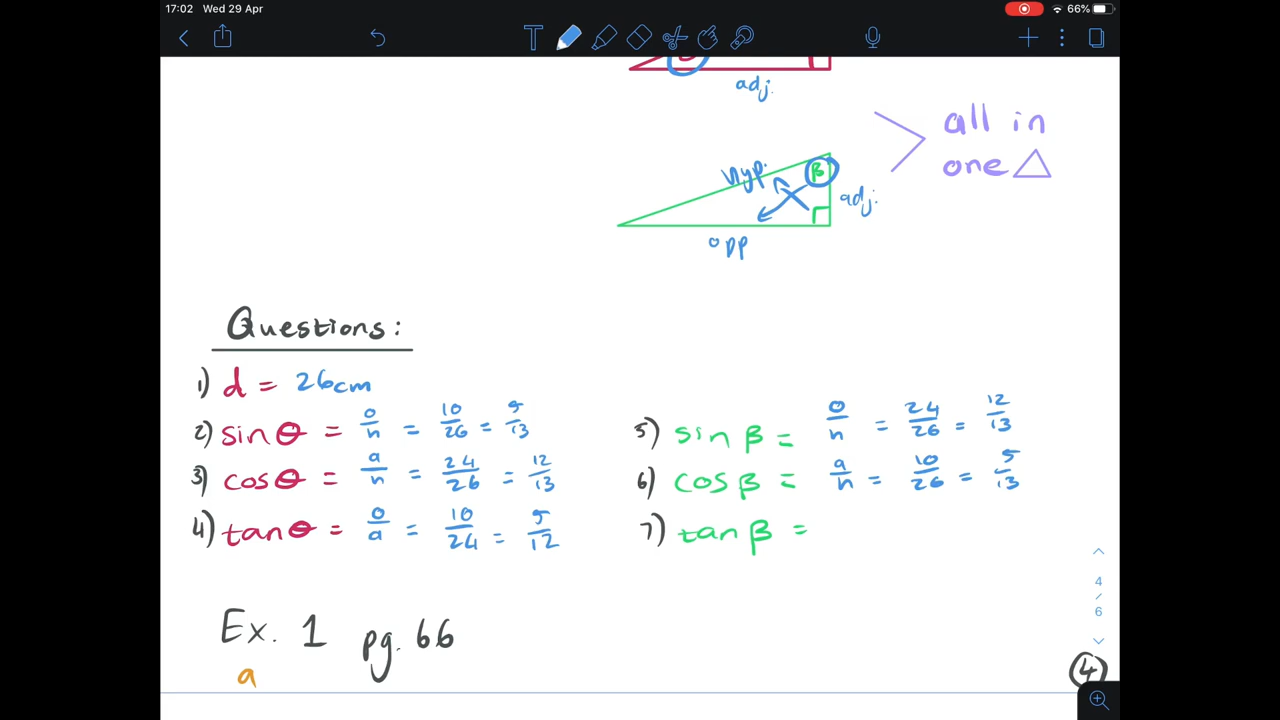 17:02 Wed 29 Apr
66%
T
adj.
all in
one △
hyp.
β
adj.
opp
Questions:
1) d = 26cm
2) sin θ = o/h = 10/26 = 5/13
3) cos θ = a/h = 24/26 = 12/13
4) tan θ = o/a = 10/24 = 5/12
5) sin β = o/h = 24/26 = 12/13
6) cos β = a/h = 10/26 = 5/13
7) tan β =
Ex. 1 pg. 66
a
4
/
6
4